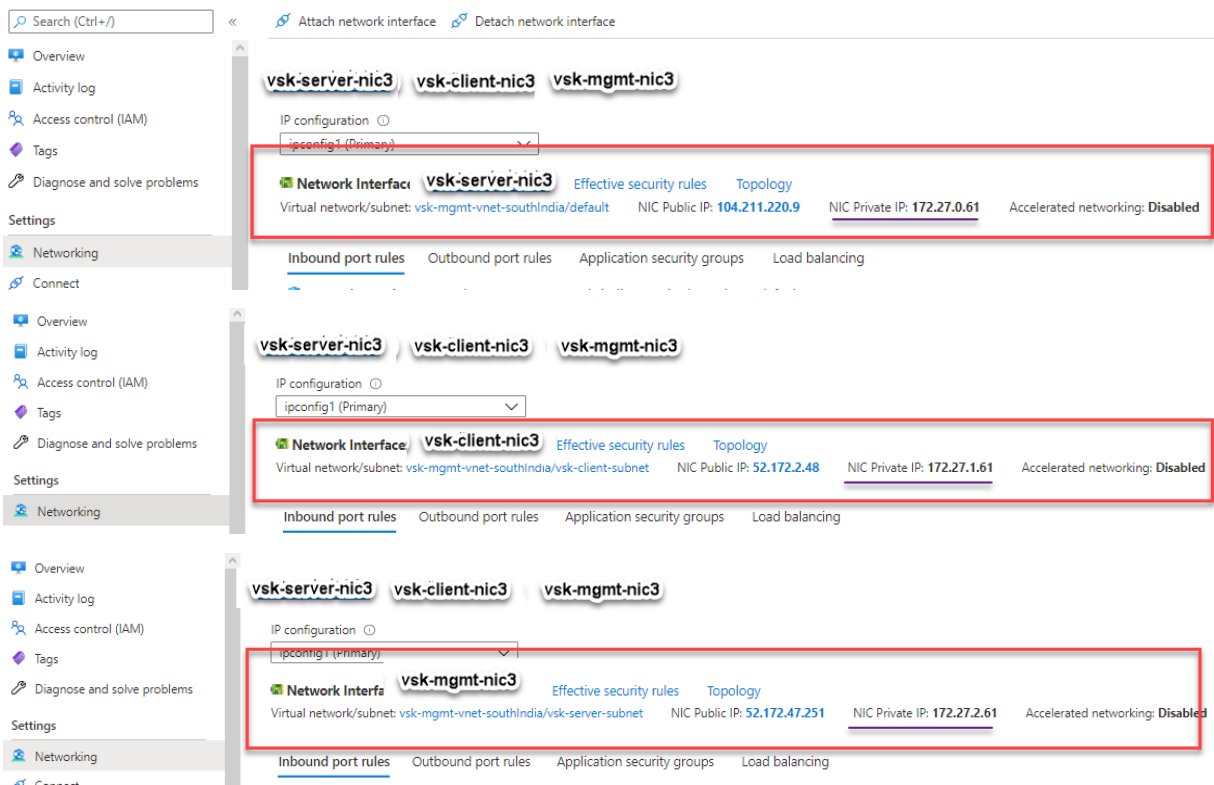 Search (Ctrl+/)
«
Attach network interface Detach network interface
Overview
Activity log
Access control (IAM)
Tags
Diagnose and solve problems
Settings
Networking
Connect
vsk-server-nic3 vsk-client-nic3 vsk-mgmt-nic3
IP configuration
ipconfig1 (Primary)
Network Interface vsk-server-nic3 Effective security rules Topology
Virtual network/subnet: vsk-mgmt-vnet-southIndia/default NIC Public IP: 104.211.220.9 NIC Private IP: 172.27.0.61 Accelerated networking: Disabled
Inbound port rules Outbound port rules Application security groups Load balancing
Overview
Activity log
Access control (IAM)
Tags
Diagnose and solve problems
Settings
Networking
vsk-server-nic3 vsk-client-nic3 vsk-mgmt-nic3
IP configuration
ipconfig1 (Primary)
Network Interface: vsk-client-nic3 Effective security rules Topology
Virtual network/subnet: vsk-mgmt-vnet-southIndia/vsk-client-subnet NIC Public IP: 52.172.2.48 NIC Private IP: 172.27.1.61 Accelerated networking: Disabled
Inbound port rules Outbound port rules Application security groups Load balancing
Overview
Activity log
Access control (IAM)
Tags
Diagnose and solve problems
Settings
Networking
Connect
vsk-server-nic3 vsk-client-nic3 vsk-mgmt-nic3
IP configuration
ipconfig1 (Primary)
Network Interfa vsk-mgmt-nic3 Effective security rules Topology
Virtual network/subnet: vsk-mgmt-vnet-southIndia/vsk-server-subnet NIC Public IP: 52.172.47.251 NIC Private IP: 172.27.2.61 Accelerated networking: Disabled
Inbound port rules Outbound port rules Application security groups Load balancing